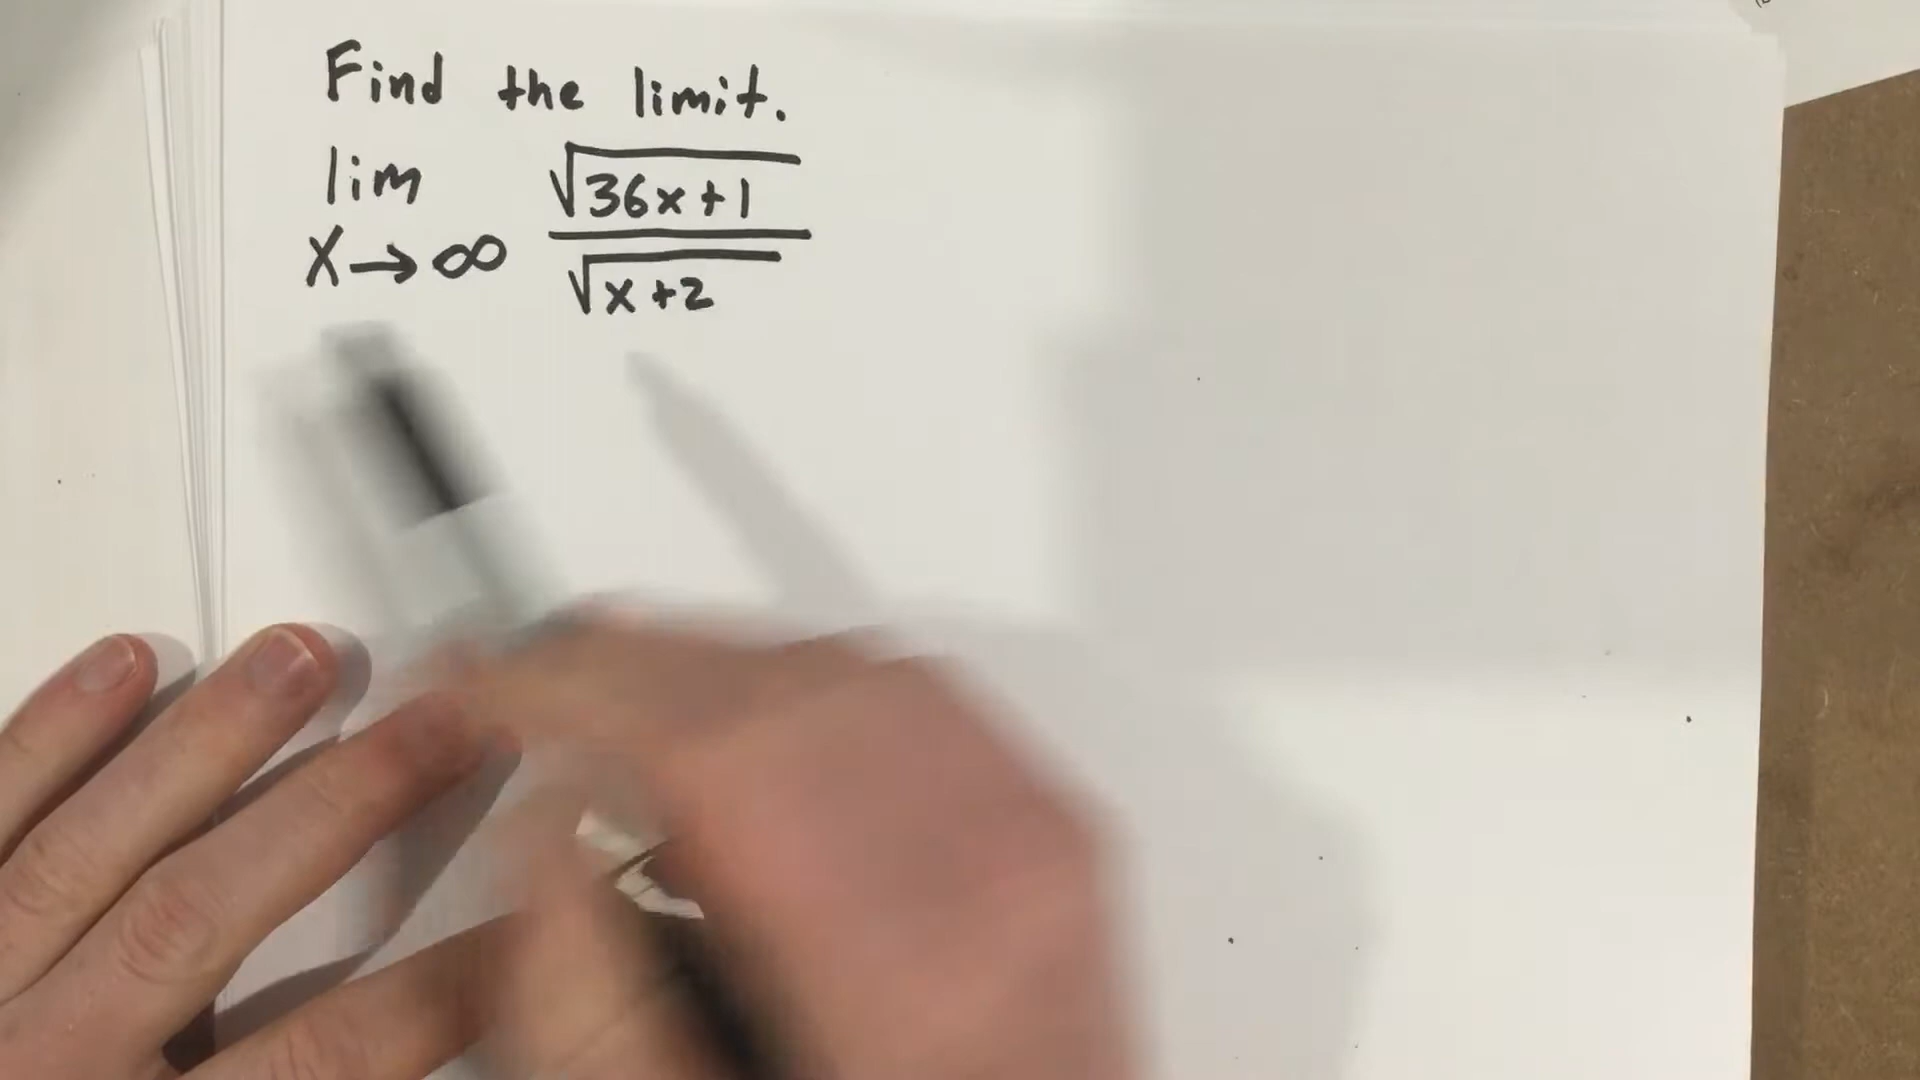 Find the limit.
lim x→∞ √(36x+1) / √(x+2)